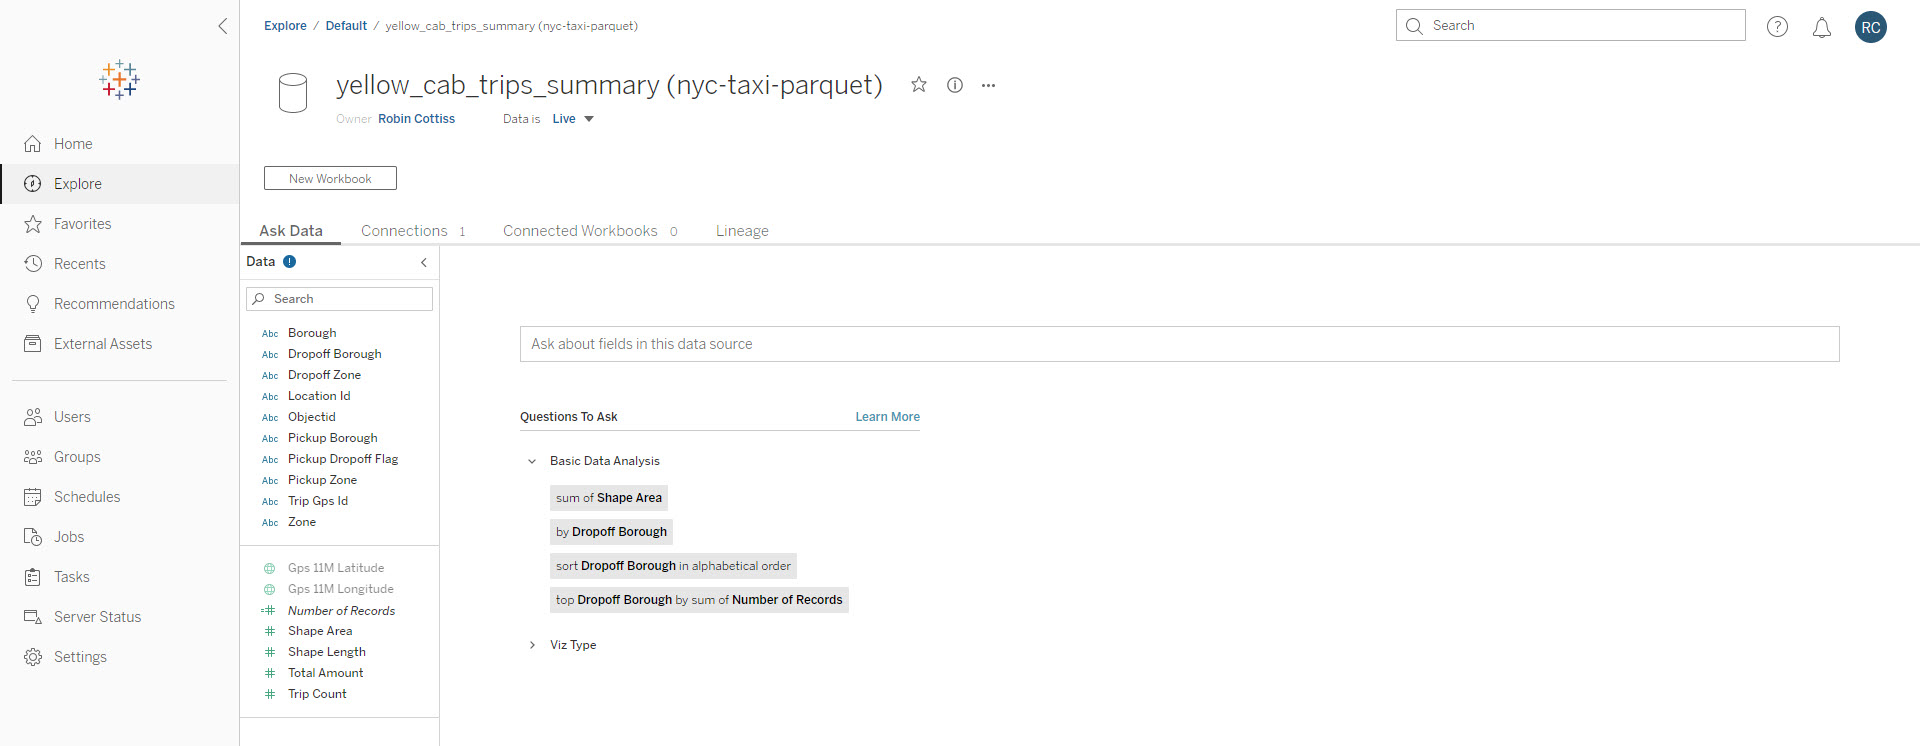 Explore / Default / yellow_cab_trips_summary (nyc-taxi-parquet)
Search
?
RC
yellow_cab_trips_summary (nyc-taxi-parquet)
Owner Robin Cottiss Data is Live
New Workbook
Home
Explore
Favorites
Recents
Recommendations
External Assets
Users
Groups
Schedules
Jobs
Tasks
Server Status
Settings
Ask Data Connections 1 Connected Workbooks 0 Lineage
Data
Search
Abc Borough
Abc Dropoff Borough
Abc Dropoff Zone
Abc Location Id
Abc Objectid
Abc Pickup Borough
Abc Pickup Dropoff Flag
Abc Pickup Zone
Abc Trip Gps Id
Abc Zone
Gps 11M Latitude
Gps 11M Longitude
=# Number of Records
# Shape Area
# Shape Length
# Total Amount
# Trip Count
Ask about fields in this data source
Questions To Ask Learn More
Basic Data Analysis
sum of Shape Area
by Dropoff Borough
sort Dropoff Borough in alphabetical order
top Dropoff Borough by sum of Number of Records
Viz Type